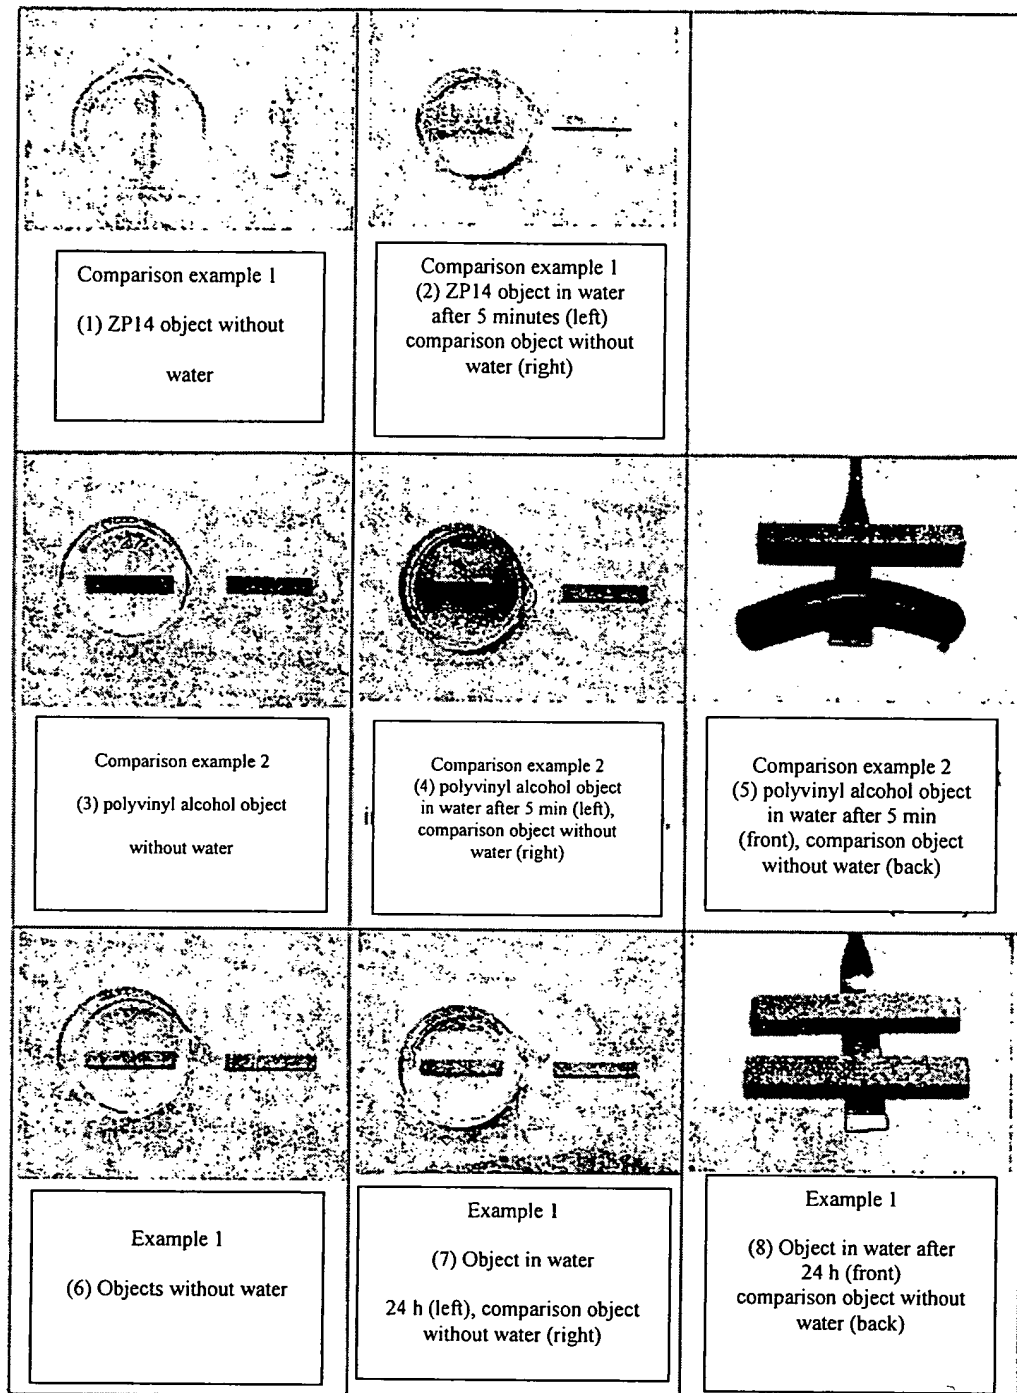 Comparison example 1
(1) ZP14 object without
water
Comparison example 1
(2) ZP14 object in water
after 5 minutes (left)
comparison object without
water (right)
Comparison example 2
(3) polyvinyl alcohol object
without water
Comparison example 2
(4) polyvinyl alcohol object
in water after 5 min (left),
comparison object without
water (right)
Comparison example 2
(5) polyvinyl alcohol object
in water after 5 min
(front), comparison object
without water (back)
Example 1
(6) Objects without water
Example 1
(7) Object in water
24 h (left), comparison object
without water (right)
Example 1
(8) Object in water after
24 h (front)
comparison object without
water (back)